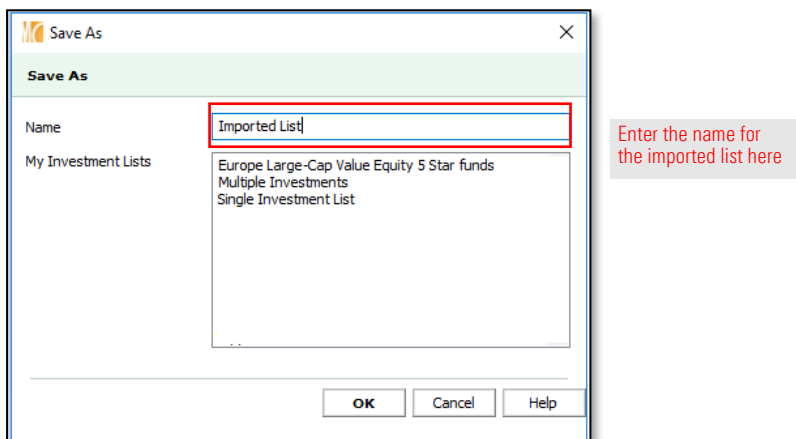 Save As
Save As
Name
Imported List
My Investment Lists
Europe Large-Cap Value Equity 5 Star funds
Multiple Investments
Single Investment List
OK
Cancel
Help
Enter the name for
the imported list here